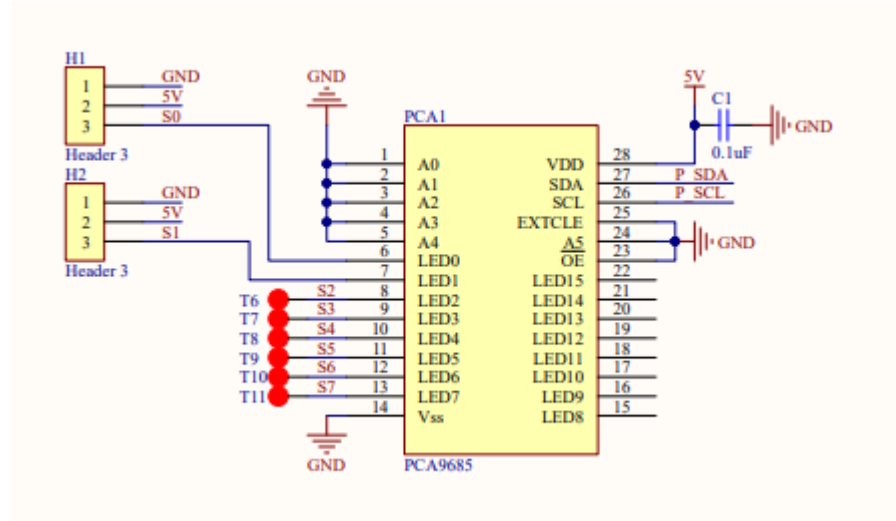 H1
1 GND
2 5V
3 S0
Header 3
H2
1 GND
2 5V
3 S1
Header 3
GND
PCA1
1 A0
2 A1
3 A2
4 A3
5 A4
6 LED0
7 LED1
T6 S2 8 LED2
T7 S3 9 LED3
T8 S4 10 LED4
T9 S5 11 LED5
T10 S6 12 LED6
T11 S7 13 LED7
14 Vss
GND
VDD 28
SDA 27 P_SDA
SCL 26 P_SCL
EXTCLE 25
A5 24
OE 23
LED15 22
LED14 21
LED13 20
LED12 19
LED11 18
LED10 17
LED9 16
LED8 15
PCA9685
5V
C1
0.1uF
GND
GND